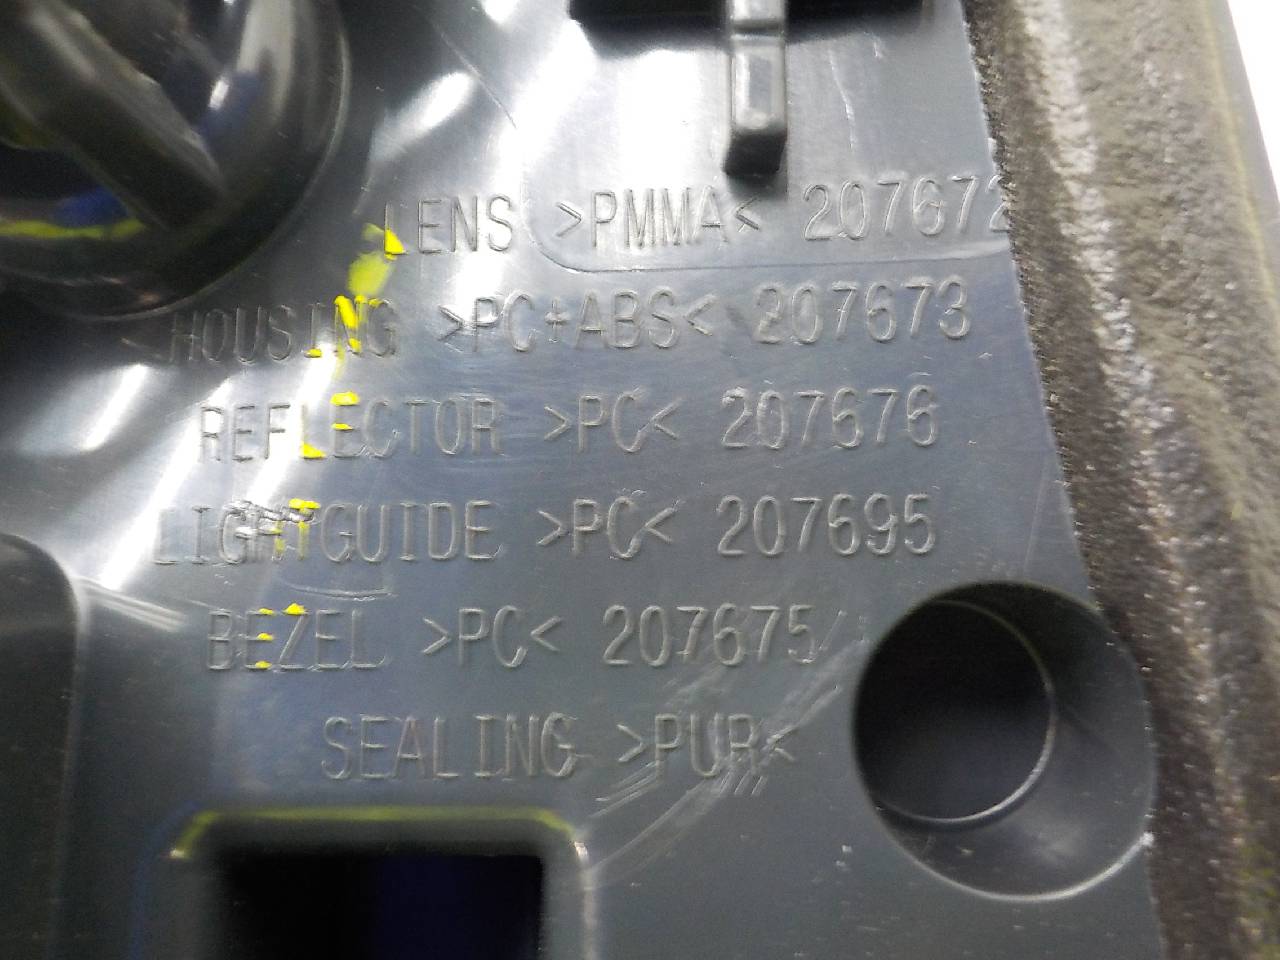 LENS >PMMA< 207672
HOUSING >PC+ABS< 207673
REFLECTOR >PC< 207676
LIGHTGUIDE >PC< 207695
BEZEL >PC< 207675
SEALING >PUR<